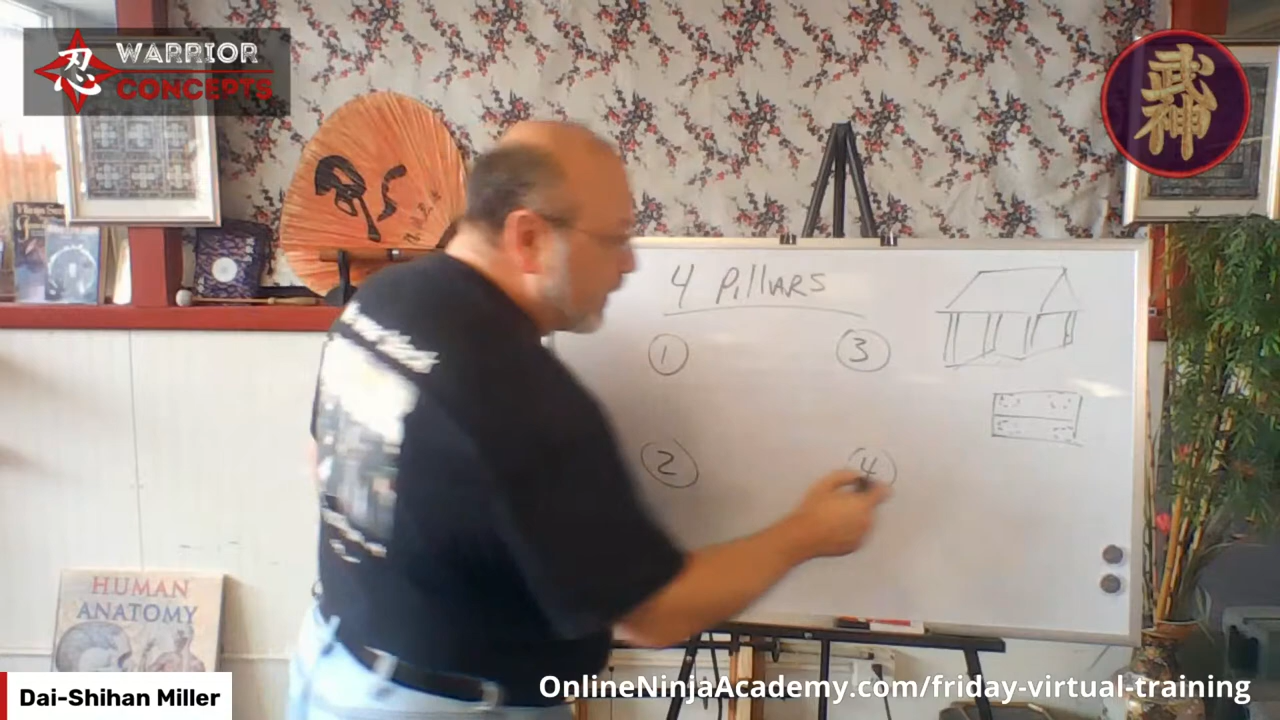 忍
WARRIOR
CONCEPTS
武神
4 PillARS
1
3
2
4
HUMAN
ANATOMY
Dai-Shihan Miller
OnlineNinjaAcademy.com/friday-virtual-training